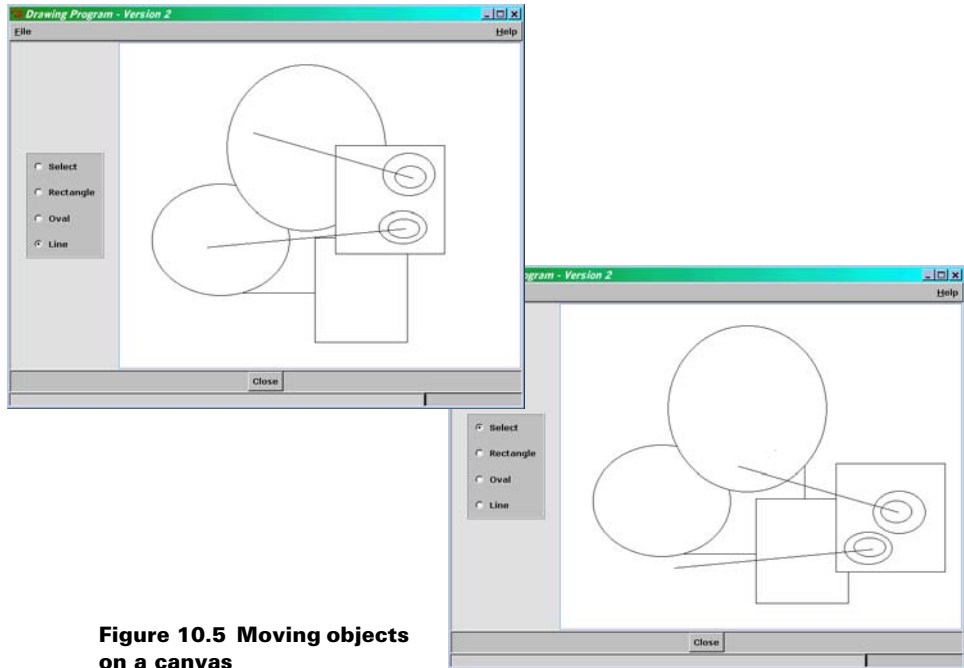 Drawing Program - Version 2
File Help
Select
Rectangle
Oval
Line
Close
ogram - Version 2
Help
Select
Rectangle
Oval
Line
Close
Figure 10.5 Moving objects
on a canvas